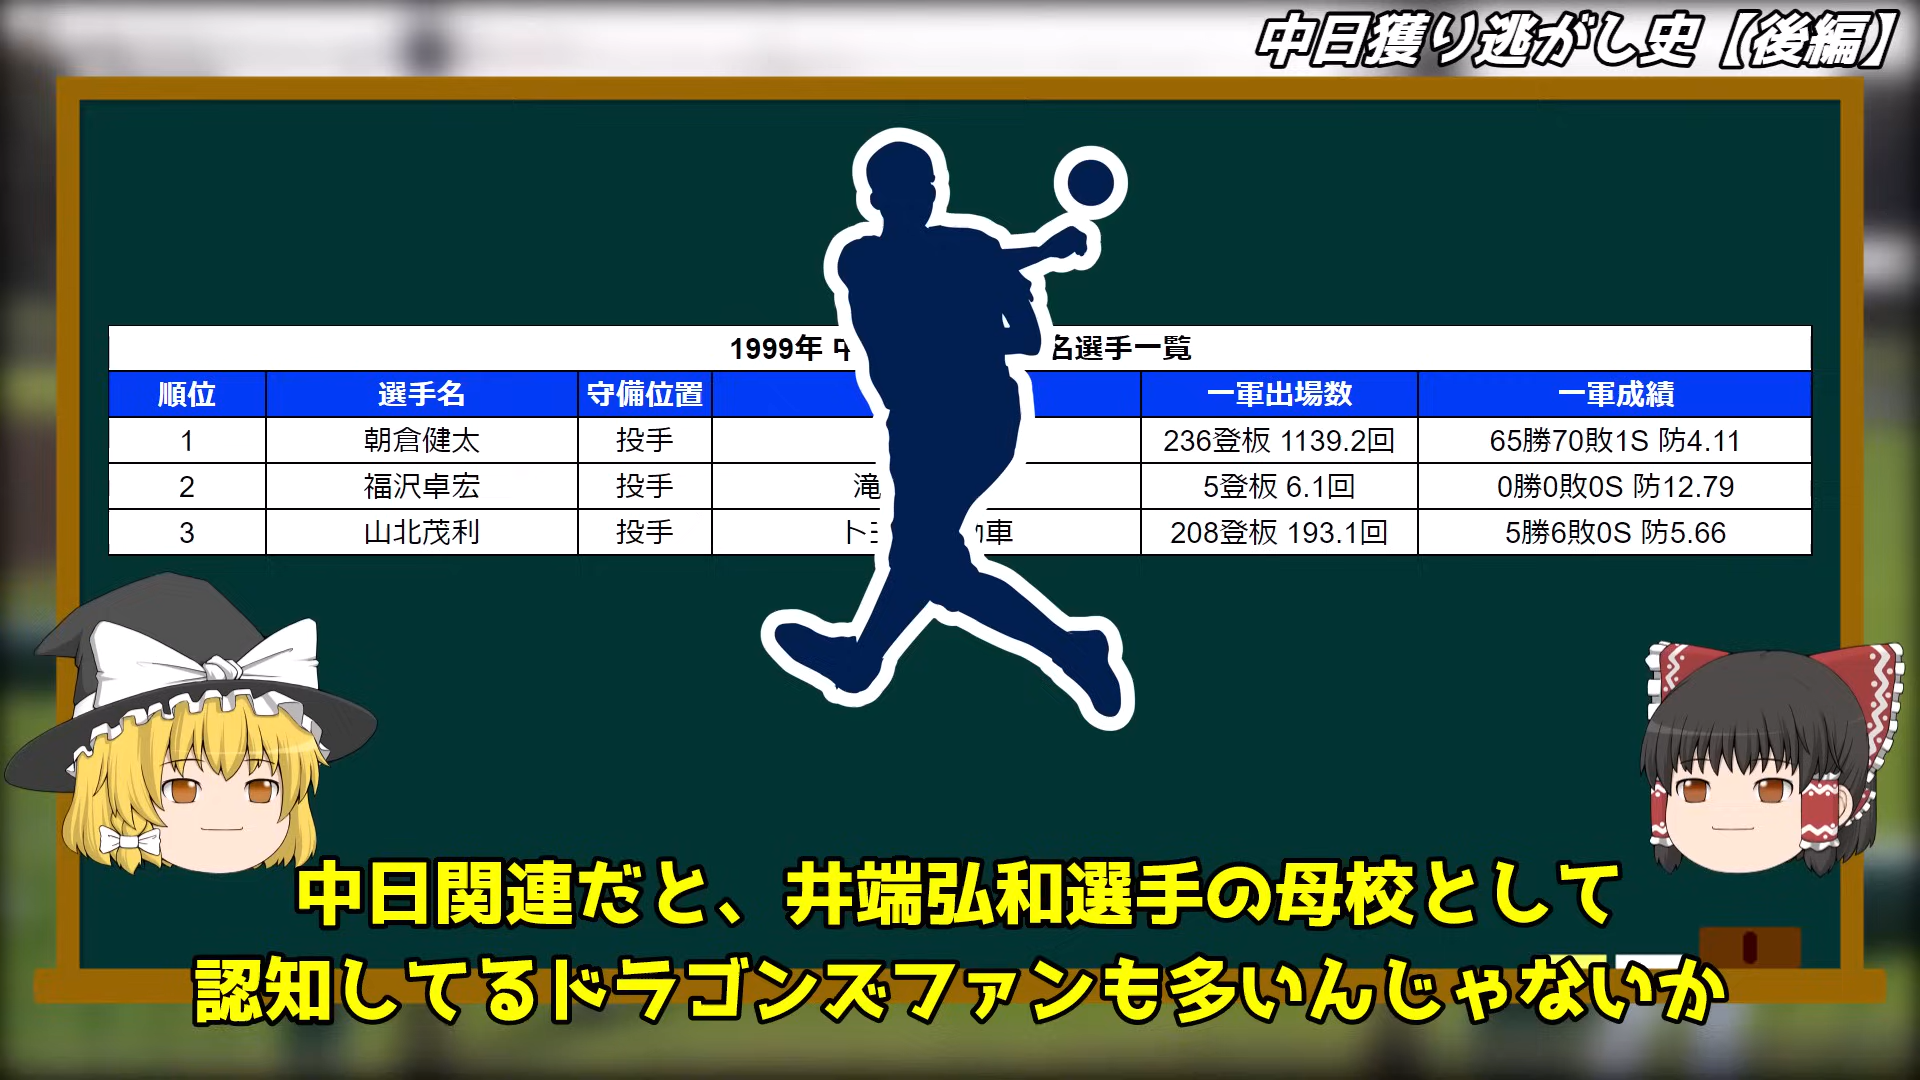 中日獲り逃がし史【後編】
1999年 中 名選手一覧
順位 選手名 守備位置 一軍出場数 一軍成績
1 朝倉健太 投手 236登板 1139.2回 65勝70敗1S 防4.11
2 福沢卓宏 投手 滝 5登板 6.1回 0勝0敗0S 防12.79
3 山北茂利 投手 ト 車 208登板 193.1回 5勝6敗0S 防5.66
中日関連だと、井端弘和選手の母校として
認知してるドラゴンズファンも多いんじゃないか